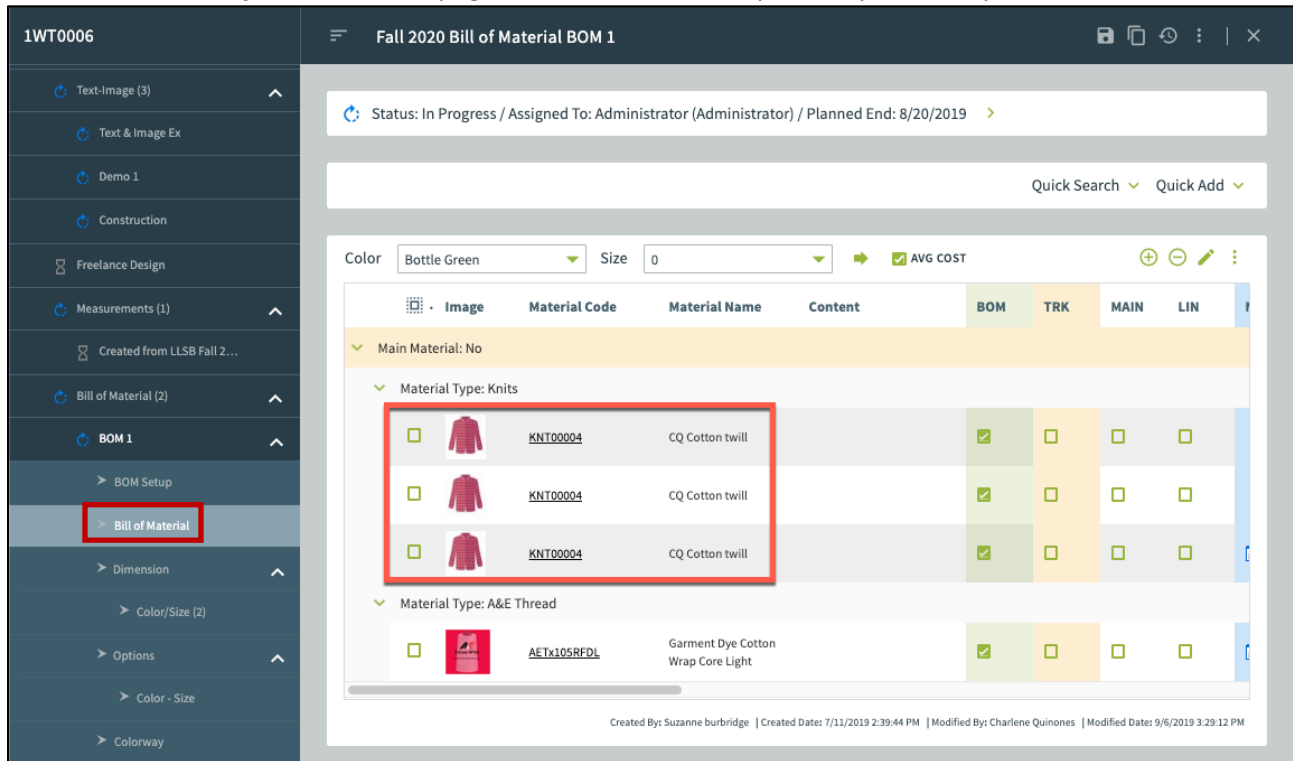 1WT0006
Fall 2020 Bill of Material BOM 1
Text-Image (3)
Text & Image Ex
Demo 1
Construction
Freelance Design
Measurements (1)
Created from LLSB Fall 2...
Bill of Material (2)
BOM 1
BOM Setup
Bill of Material
Dimension
Color/Size (2)
Options
Color - Size
Colorway
Status: In Progress / Assigned To: Administrator (Administrator) / Planned End: 8/20/2019
Quick Search Quick Add
Color Bottle Green Size 0 AVG COST
Image Material Code Material Name Content BOM TRK MAIN LIN
Main Material: No
Material Type: Knits
KNT00004 CQ Cotton twill
KNT00004 CQ Cotton twill
KNT00004 CQ Cotton twill
Material Type: A&E Thread
AETx105RFDL Garment Dye Cotton
Wrap Core Light
Created By: Suzanne burbridge | Created Date: 7/11/2019 2:39:44 PM | Modified By: Charlene Quinones | Modified Date: 9/6/2019 3:29:12 PM